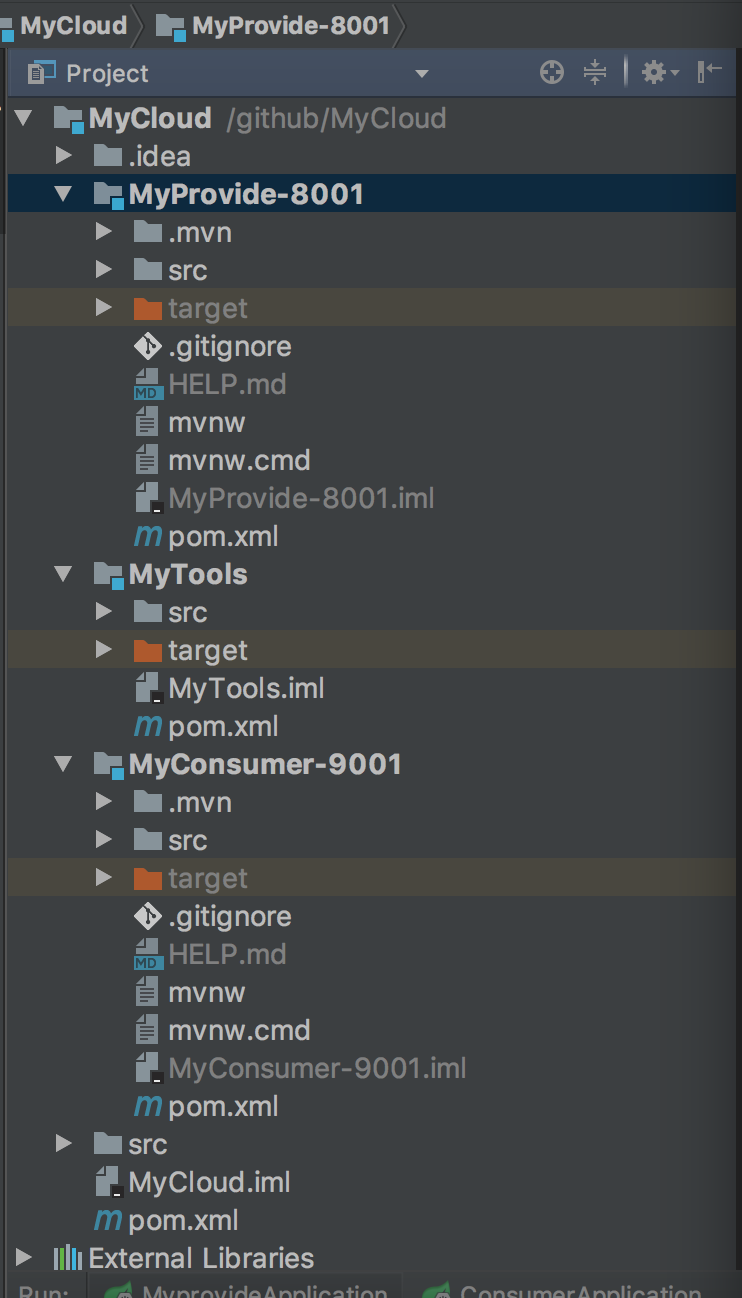 MyCloud MyProvide-8001
Project
MyCloud /github/MyCloud
.idea
MyProvide-8001
.mvn
src
target
.gitignore
MD HELP.md
mvnw
mvnw.cmd
MyProvide-8001.iml
m pom.xml
MyTools
src
target
MyTools.iml
m pom.xml
MyConsumer-9001
.mvn
src
target
.gitignore
MD HELP.md
mvnw
mvnw.cmd
MyConsumer-9001.iml
m pom.xml
src
MyCloud.iml
m pom.xml
External Libraries
Run: MyprovideApplication ConsumerApplication